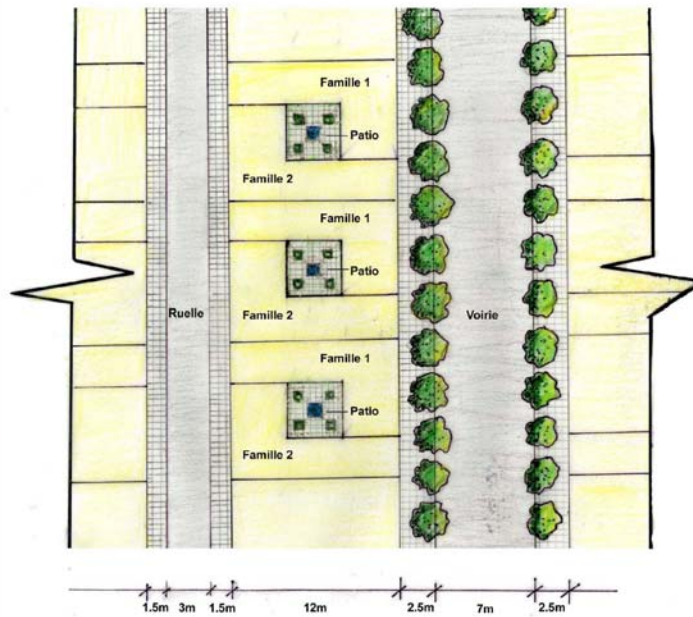 Famille 1
Patio
Famille 2
Famille 1
Patio
Ruelle
Famille 2
Voirie
Famille 1
Patio
Famille 2
1.5m 3m 1.5m 12m 2.5m 7m 2.5m